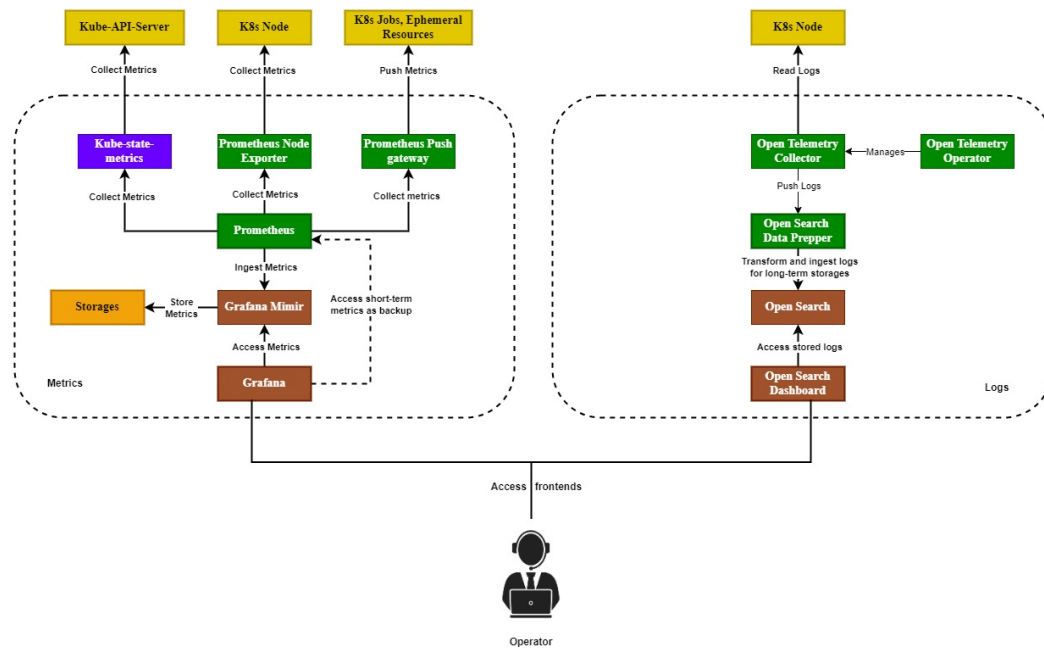 Kube-API-Server
K8s Node
K8s Jobs, Ephemeral
Resources
K8s Node
Collect Metrics
Collect Metrics
Push Metrics
Read Logs
Kube-state-
metrics
Prometheus Node
Exporter
Prometheus Push
gateway
Open Telemetry
Collector
Manages
Open Telemetry
Operator
Collect Metrics
Collect Metrics
Collect metrics
Push Logs
Prometheus
Open Search
Data Prepper
Ingest Metrics
Transform and ingest logs
for long-term storages
Storages
Store
Metrics
Grafana Mimir
Access short-term
metrics as backup
Open Search
Access Metrics
Access stored logs
Metrics
Grafana
Open Search
Dashboard
Logs
Access frontends
Operator